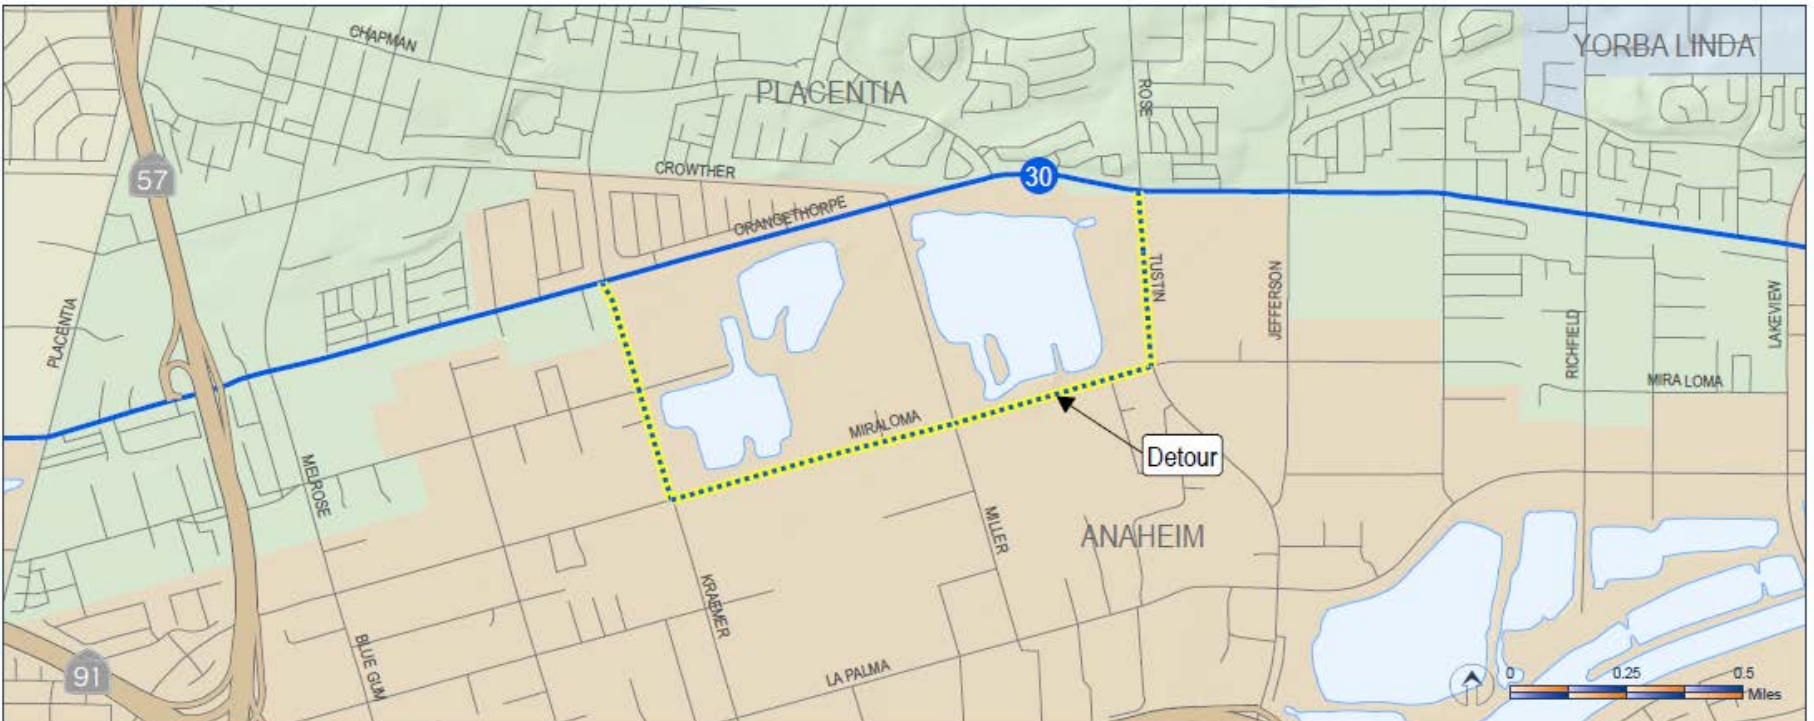 CHAPMAN
YORBA LINDA
PLACENTIA
ROSE
57
CROWTHER
30
ORANGETHORPE
TUSTIN
PLACENTIA
JEFFERSON
RICHFIELD
LAKEVIEW
MIRA LOMA
MIRALOMA
Detour
MELROSE
MILLER
ANAHEIM
KRAEMER
BLUE GUM
91
LA PALMA
0 0.25 0.5
Miles